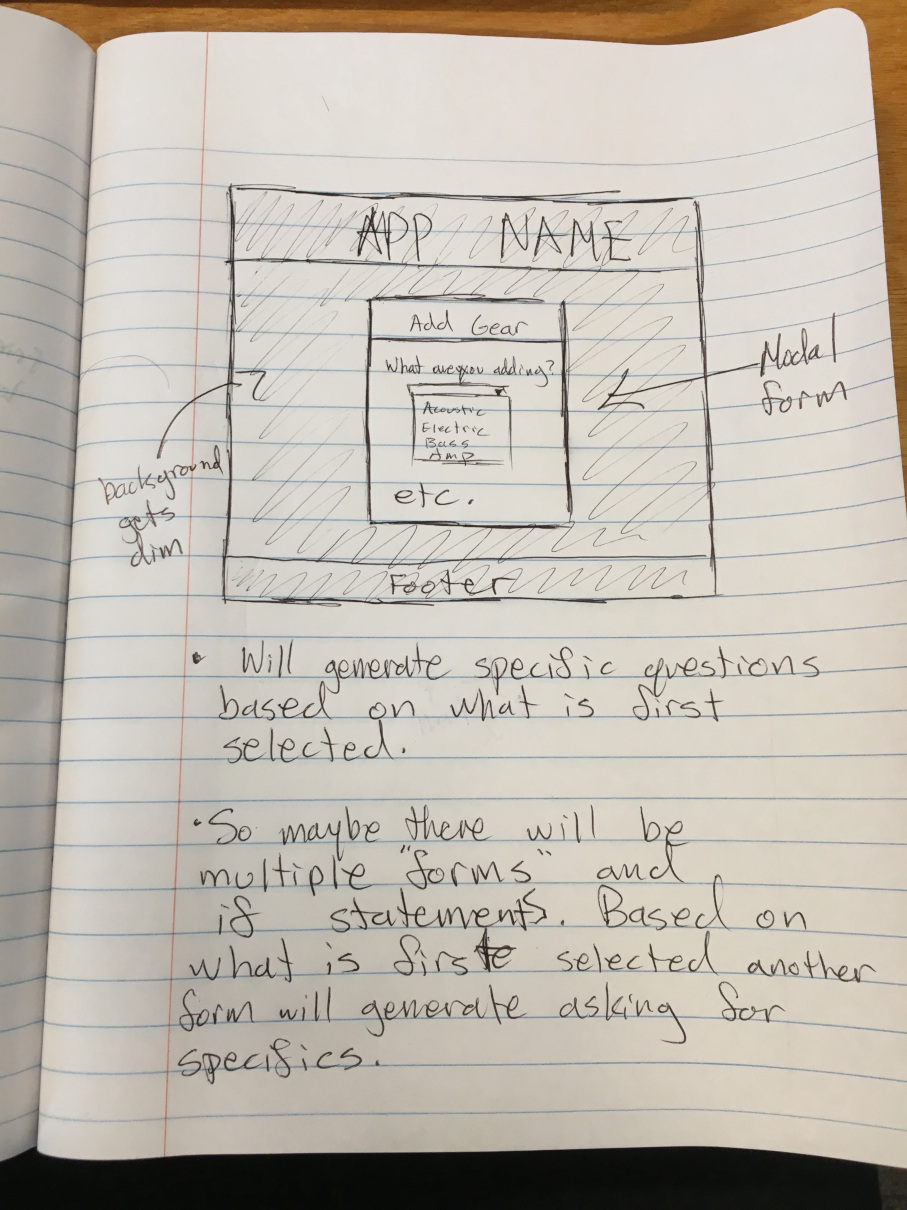 APP NAME
Add Gear
What are you adding?
Acoustic
Electric
Bass
Amp
etc.
Footer
Modal
form
background
gets
dim
• Will generate specific questions
based on what is first
selected.
• So maybe there will be
multiple "forms" and
if statements. Based on
what is first selected another
form will generate asking for
specifics.